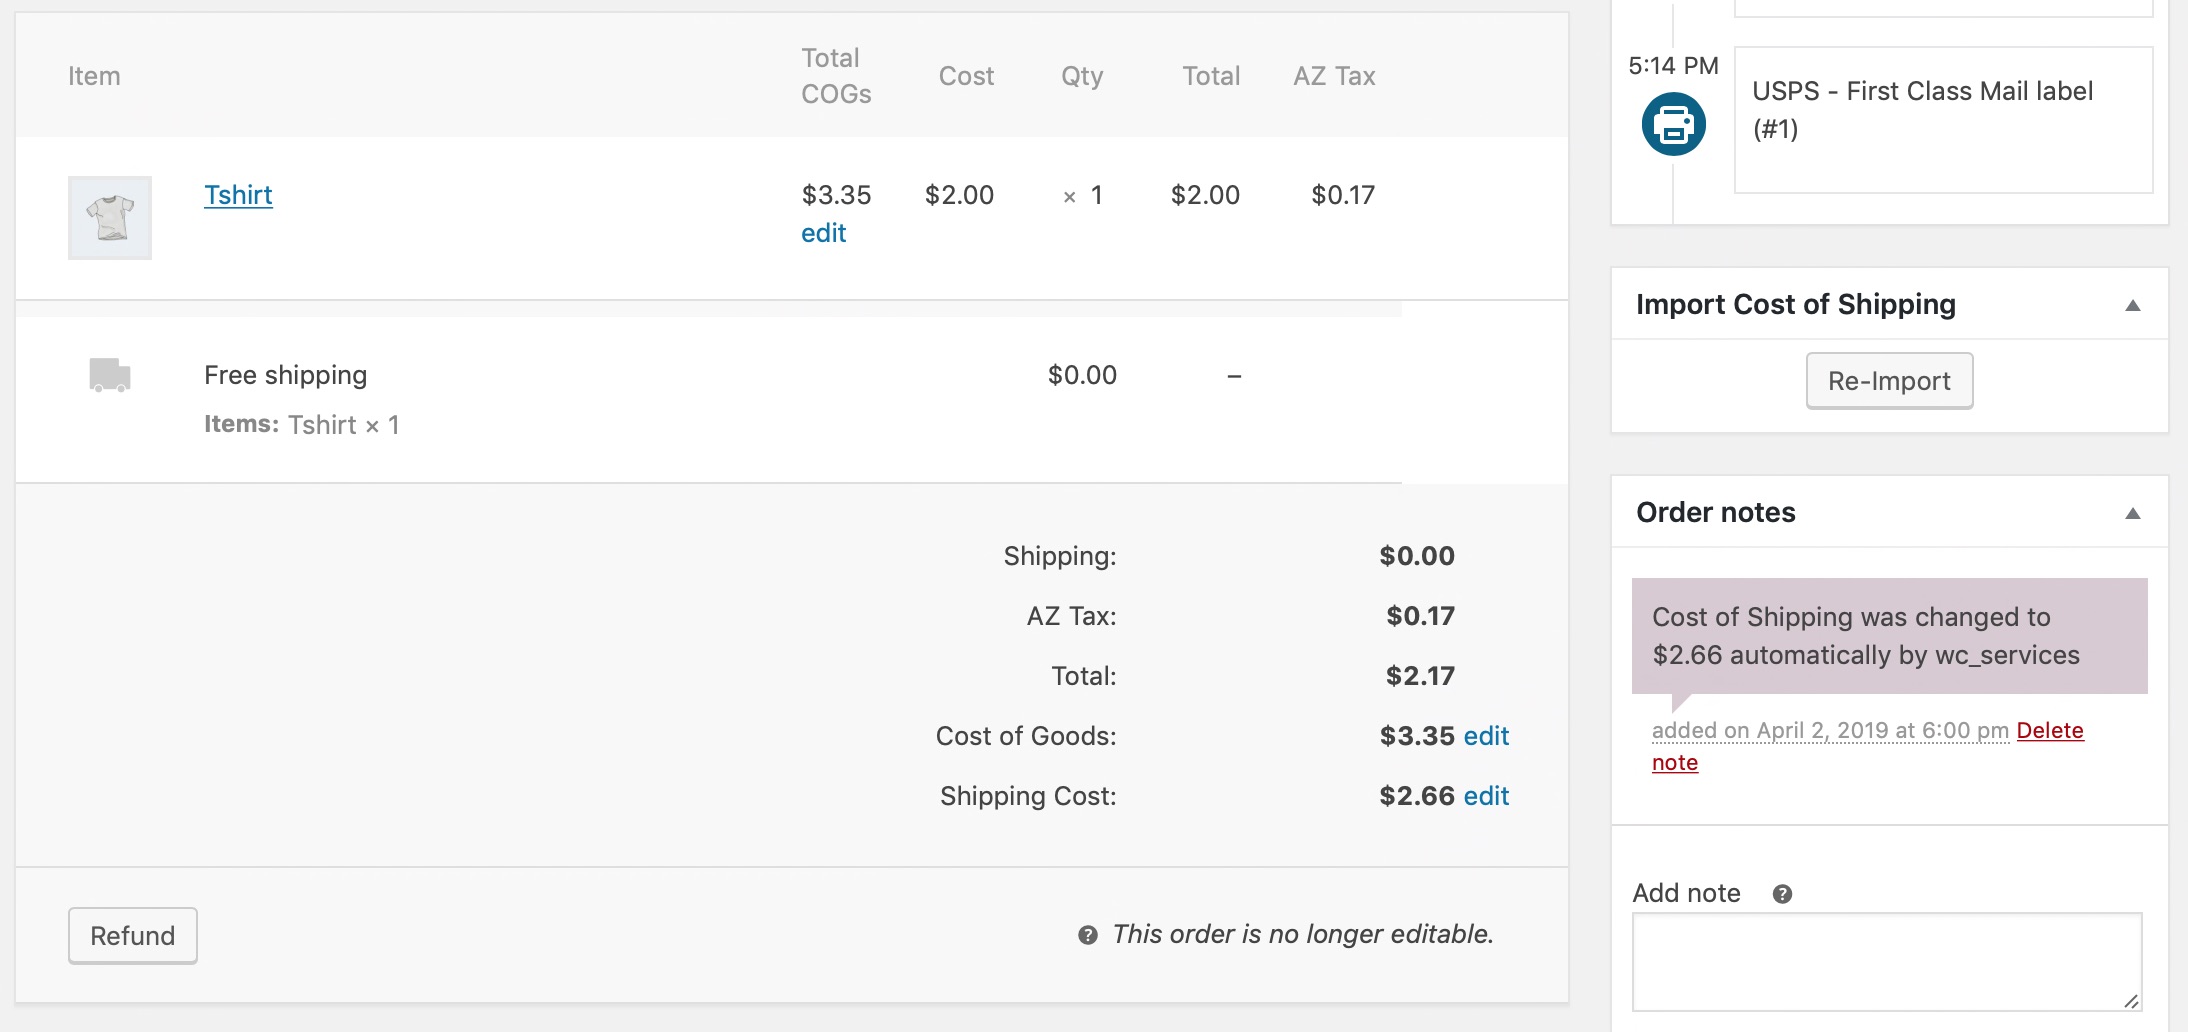 Item Total COGs Cost Qty Total AZ Tax
Tshirt $3.35 $2.00 × 1 $2.00 $0.17
edit
Free shipping $0.00 –
Items: Tshirt × 1
Shipping: $0.00
AZ Tax: $0.17
Total: $2.17
Cost of Goods: $3.35 edit
Shipping Cost: $2.66 edit
Refund
? This order is no longer editable.
5:14 PM
USPS - First Class Mail label
(#1)
Import Cost of Shipping
Re-Import
Order notes
Cost of Shipping was changed to
$2.66 automatically by wc_services
added on April 2, 2019 at 6:00 pm Delete
note
Add note ?